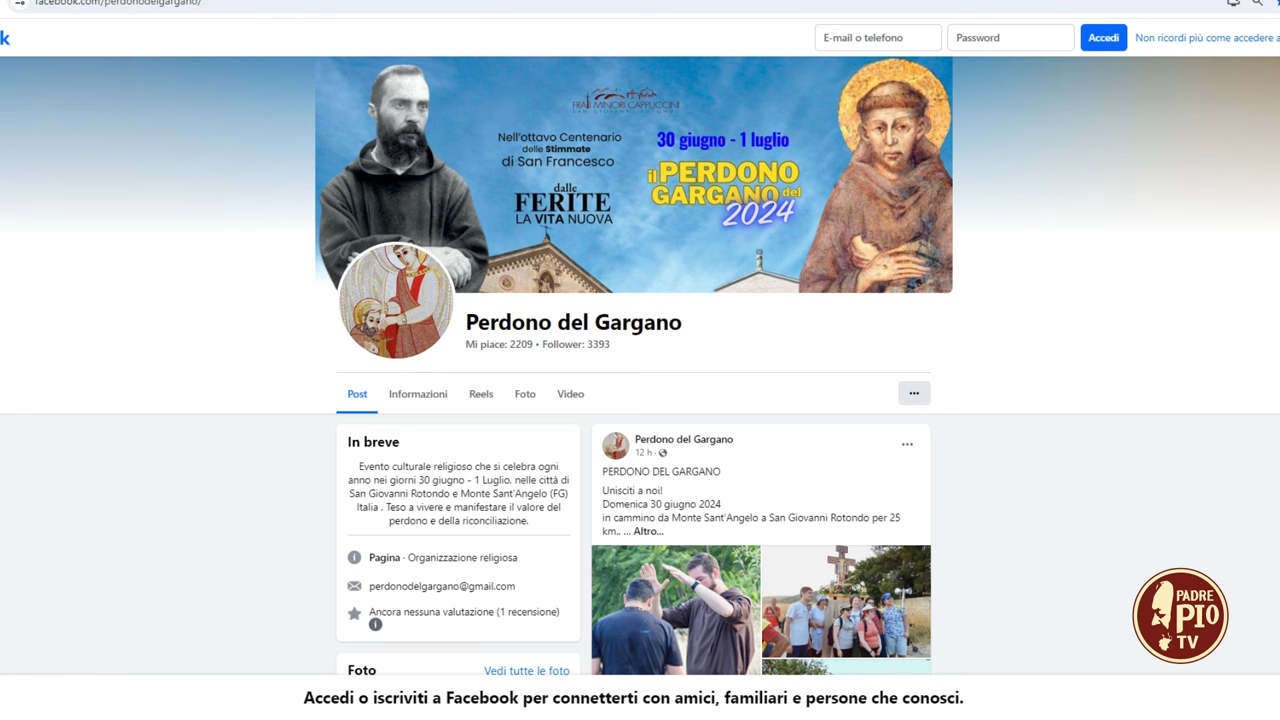 facebook.com/perdonodelgargano/
k
E-mail o telefono
Password
Accedi
Non ricordi più come accedere a
FRATI MINORI CAPPUCCINI
SAN GIOVANNI ROTONDO
Nell'ottavo Centenario
delle Stimmate
di San Francesco
dalle
FERITE
LA VITA NUOVA
30 giugno - 1 luglio
il PERDONO
GARGANO del
2024
Perdono del Gargano
Mi piace: 2209 • Follower: 3393
Post
Informazioni
Reels
Foto
Video
In breve
Evento culturale religioso che si celebra ogni
anno nei giorni 30 giugno - 1 Luglio, nelle città di
San Giovanni Rotondo e Monte Sant'Angelo (FG)
Italia . Teso a vivere e manifestare il valore del
perdono e della riconciliazione.
Pagina · Organizzazione religiosa
perdonodelgargano@gmail.com
Ancora nessuna valutazione (1 recensione)
Foto
Vedi tutte le foto
Perdono del Gargano
12 h ·
PERDONO DEL GARGANO
Unisciti a noi!
Domenica 30 giugno 2024
in cammino da Monte Sant'Angelo a San Giovanni Rotondo per 25
km.. ... Altro...
PADRE
PIO
TV
Accedi o iscriviti a Facebook per connetterti con amici, familiari e persone che conosci.